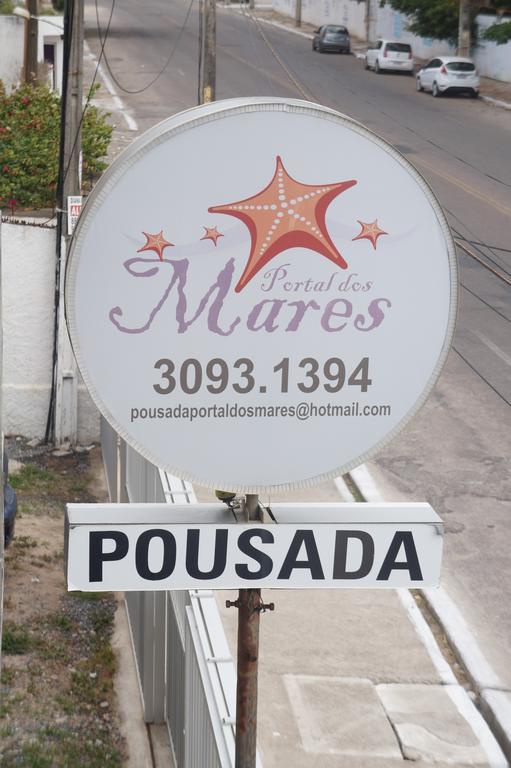 Portal dos
Mares
3093.1394
pousadaportaldosmares@hotmail.com
POUSADA